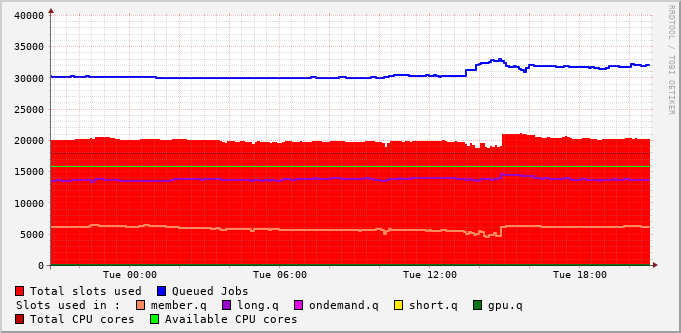 RRDTOOL / TOBI OETIKER
40000
35000
30000
25000
20000
15000
10000
5000
0
Tue 00:00 Tue 06:00 Tue 12:00 Tue 18:00
Total slots used Queued Jobs
Slots used in : member.q long.q ondemand.q short.q gpu.q
Total CPU cores Available CPU cores